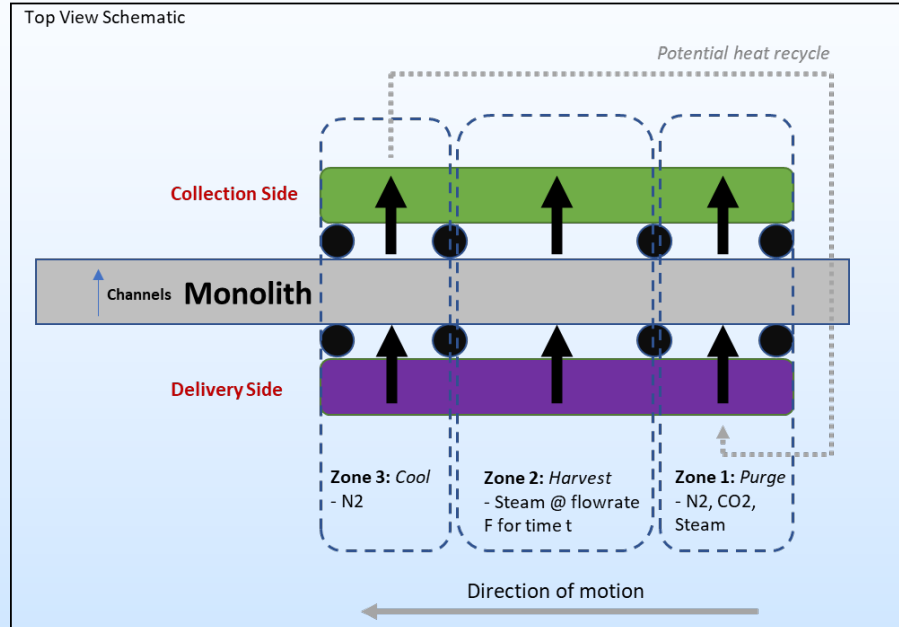 Top View Schematic
Potential heat recycle
Collection Side
Channels Monolith
Delivery Side
Zone 3: Cool
- N2
Zone 2: Harvest
- Steam @ flowrate
F for time t
Zone 1: Purge
- N2, CO2,
Steam
Direction of motion